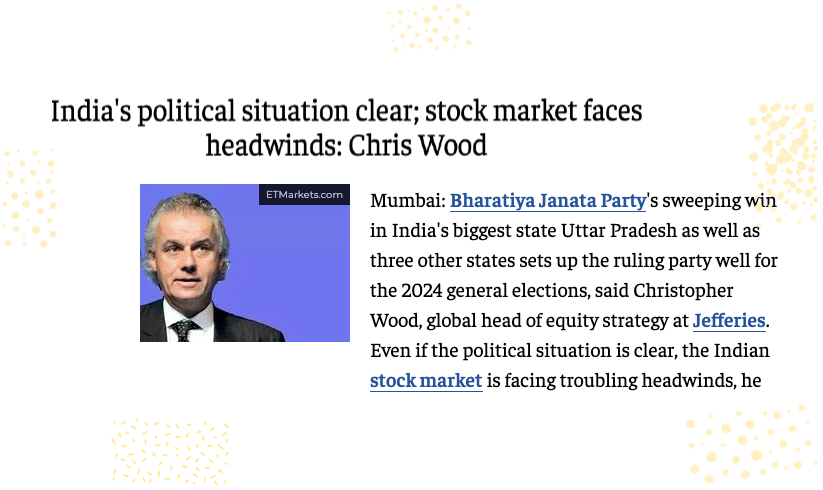 India's political situation clear; stock market faces
headwinds: Chris Wood
ETMarkets.com
Mumbai: Bharatiya Janata Party's sweeping win
in India's biggest state Uttar Pradesh as well as
three other states sets up the ruling party well for
the 2024 general elections, said Christopher
Wood, global head of equity strategy at Jefferies.
Even if the political situation is clear, the Indian
stock market is facing troubling headwinds, he